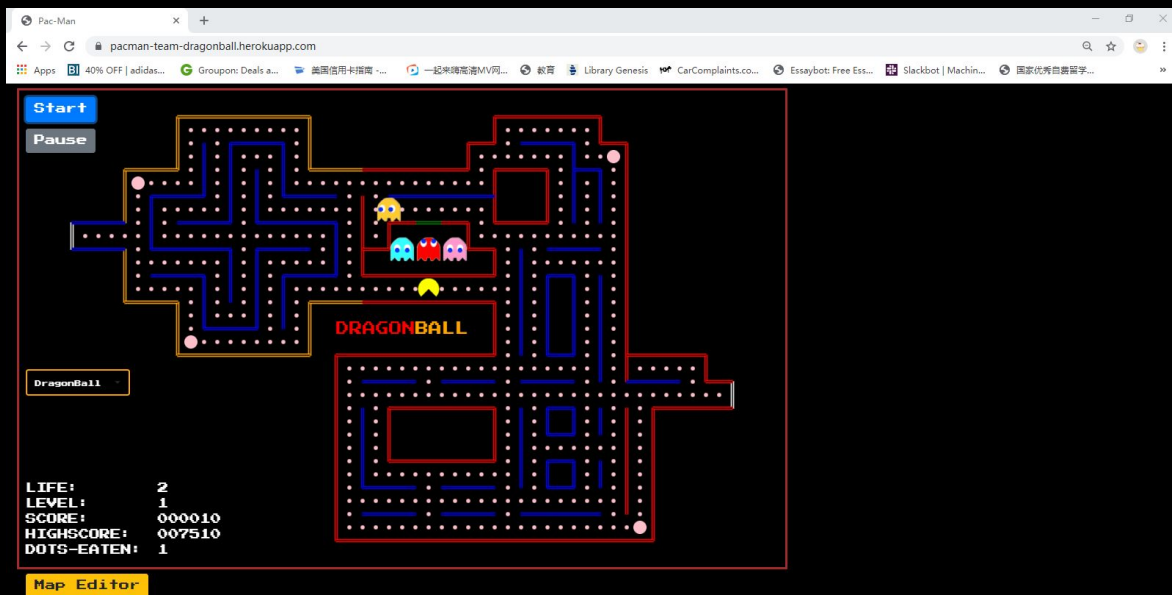 Pac-Man
pacman-team-dragonball.herokuapp.com
Apps 40% OFF | adidas... Groupon: Deals a... 美国信用卡指南 -... 一起来嗨高清MV网... 教育 Library Genesis CarComplaints.co... Essaybot: Free Ess... Slackbot | Machin... 国家优秀自费留学...
Start
Pause
DRAGONBALL
DragonBall
LIFE: 2
LEVEL: 1
SCORE: 000010
HIGHSCORE: 007510
DOTS-EATEN: 1
Map Editor